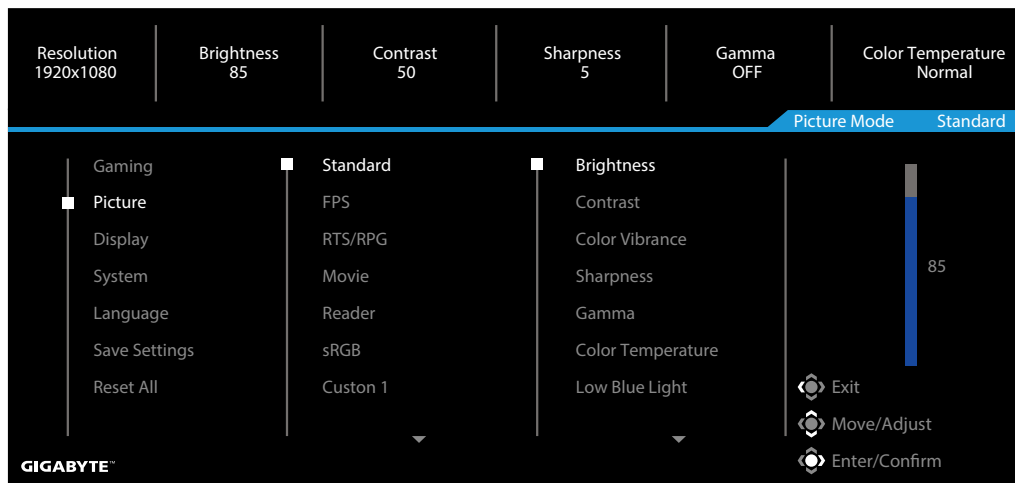 Resolution
1920x1080
Brightness
85
Contrast
50
Sharpness
5
Gamma
OFF
Color Temperature
Normal
Picture Mode Standard
Gaming
Picture
Display
System
Language
Save Settings
Reset All
Standard
FPS
RTS/RPG
Movie
Reader
sRGB
Custon 1
Brightness
Contrast
Color Vibrance
Sharpness
Gamma
Color Temperature
Low Blue Light
85
Exit
Move/Adjust
Enter/Confirm
GIGABYTE™